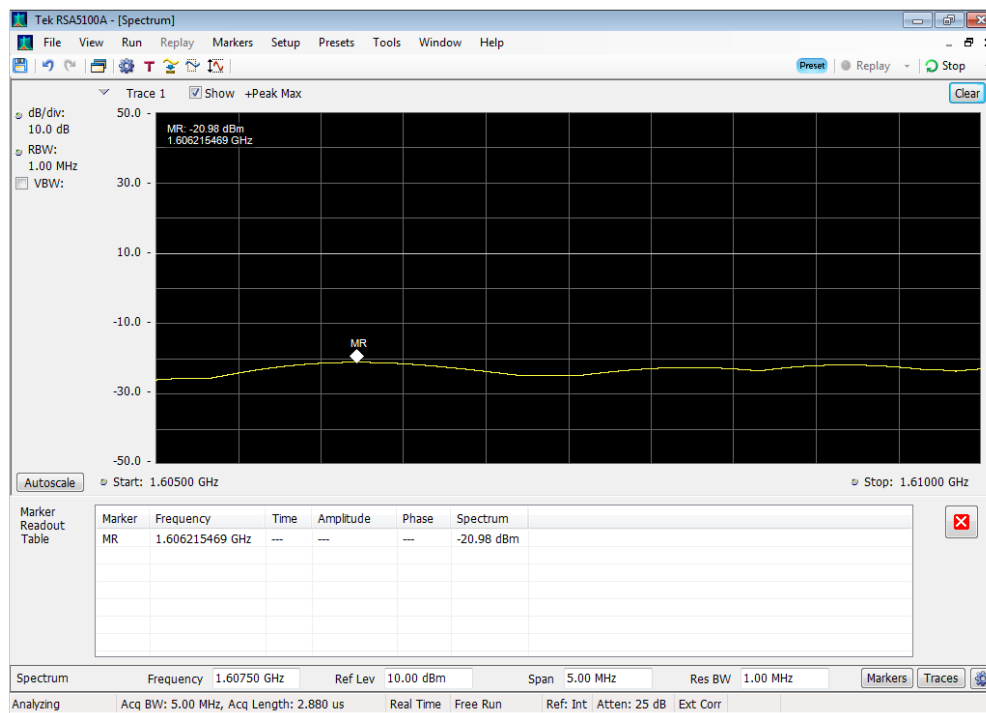 Tek RSA5100A - [Spectrum]
File View Run Replay Markers Setup Presets Tools Window Help
T Preset Replay Stop
Trace 1 Show +Peak Max Clear
dB/div:
10.0 dB
RBW:
1.00 MHz
VBW:
50.0
30.0
10.0
-10.0
-30.0
-50.0
MR: -20.98 dBm
1.606215469 GHz
MR
Autoscale Start: 1.60500 GHz Stop: 1.61000 GHz
Marker
Readout
Table
Marker Frequency Time Amplitude Phase Spectrum
MR 1.606215469 GHz --- --- --- -20.98 dBm
Spectrum Frequency 1.60750 GHz Ref Lev 10.00 dBm Span 5.00 MHz Res BW 1.00 MHz Markers Traces
Analyzing Acq BW: 5.00 MHz, Acq Length: 2.880 us Real Time Free Run Ref: Int Atten: 25 dB Ext Corr